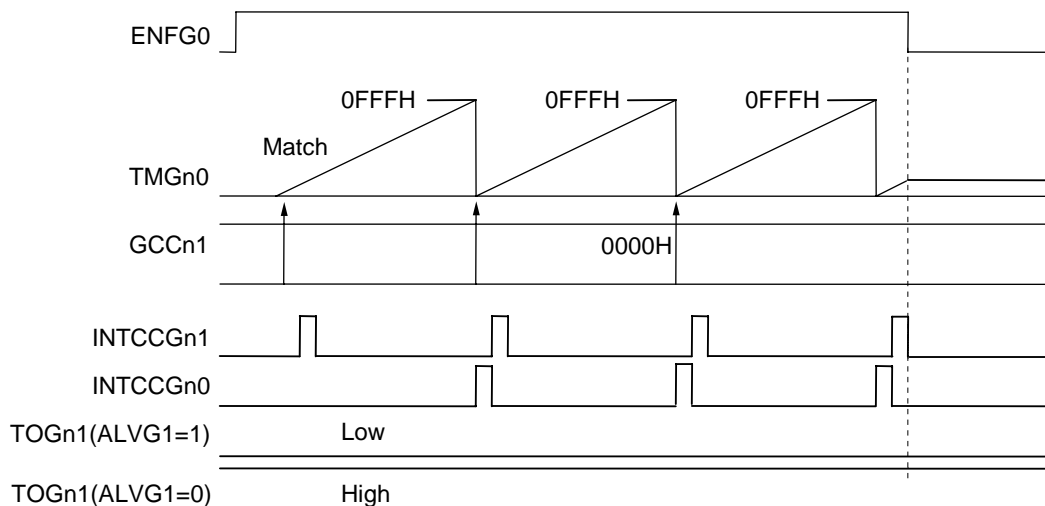 ENFG0
0FFFH 0FFFH 0FFFH
Match
TMGn0
GCCn1
0000H
INTCCGn1
INTCCGn0
TOGn1(ALVG1=1) Low
TOGn1(ALVG1=0) High